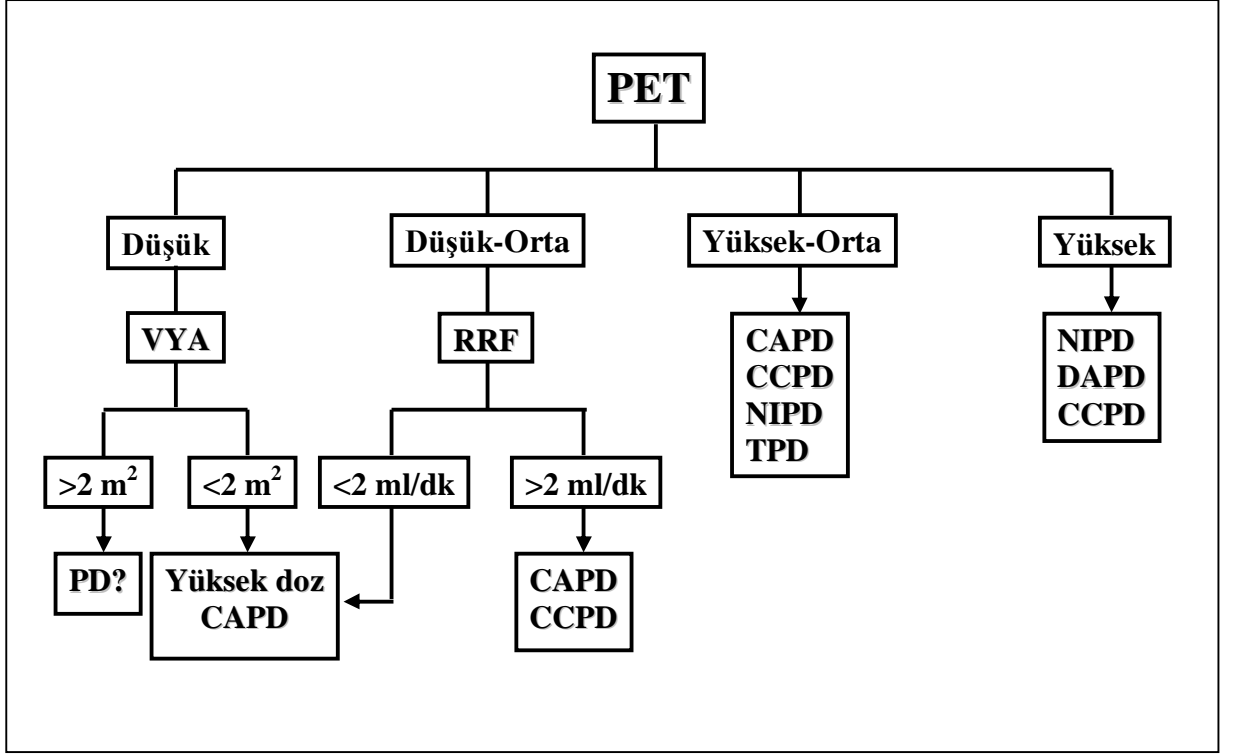 PET
Düşük
Düşük-Orta
Yüksek-Orta
Yüksek
VYA
RRF
CAPD
CCPD
NIPD
TPD
NIPD
DAPD
CCPD
>2 m²
<2 m²
<2 ml/dk
>2 ml/dk
PD?
Yüksek doz
CAPD
CAPD
CCPD